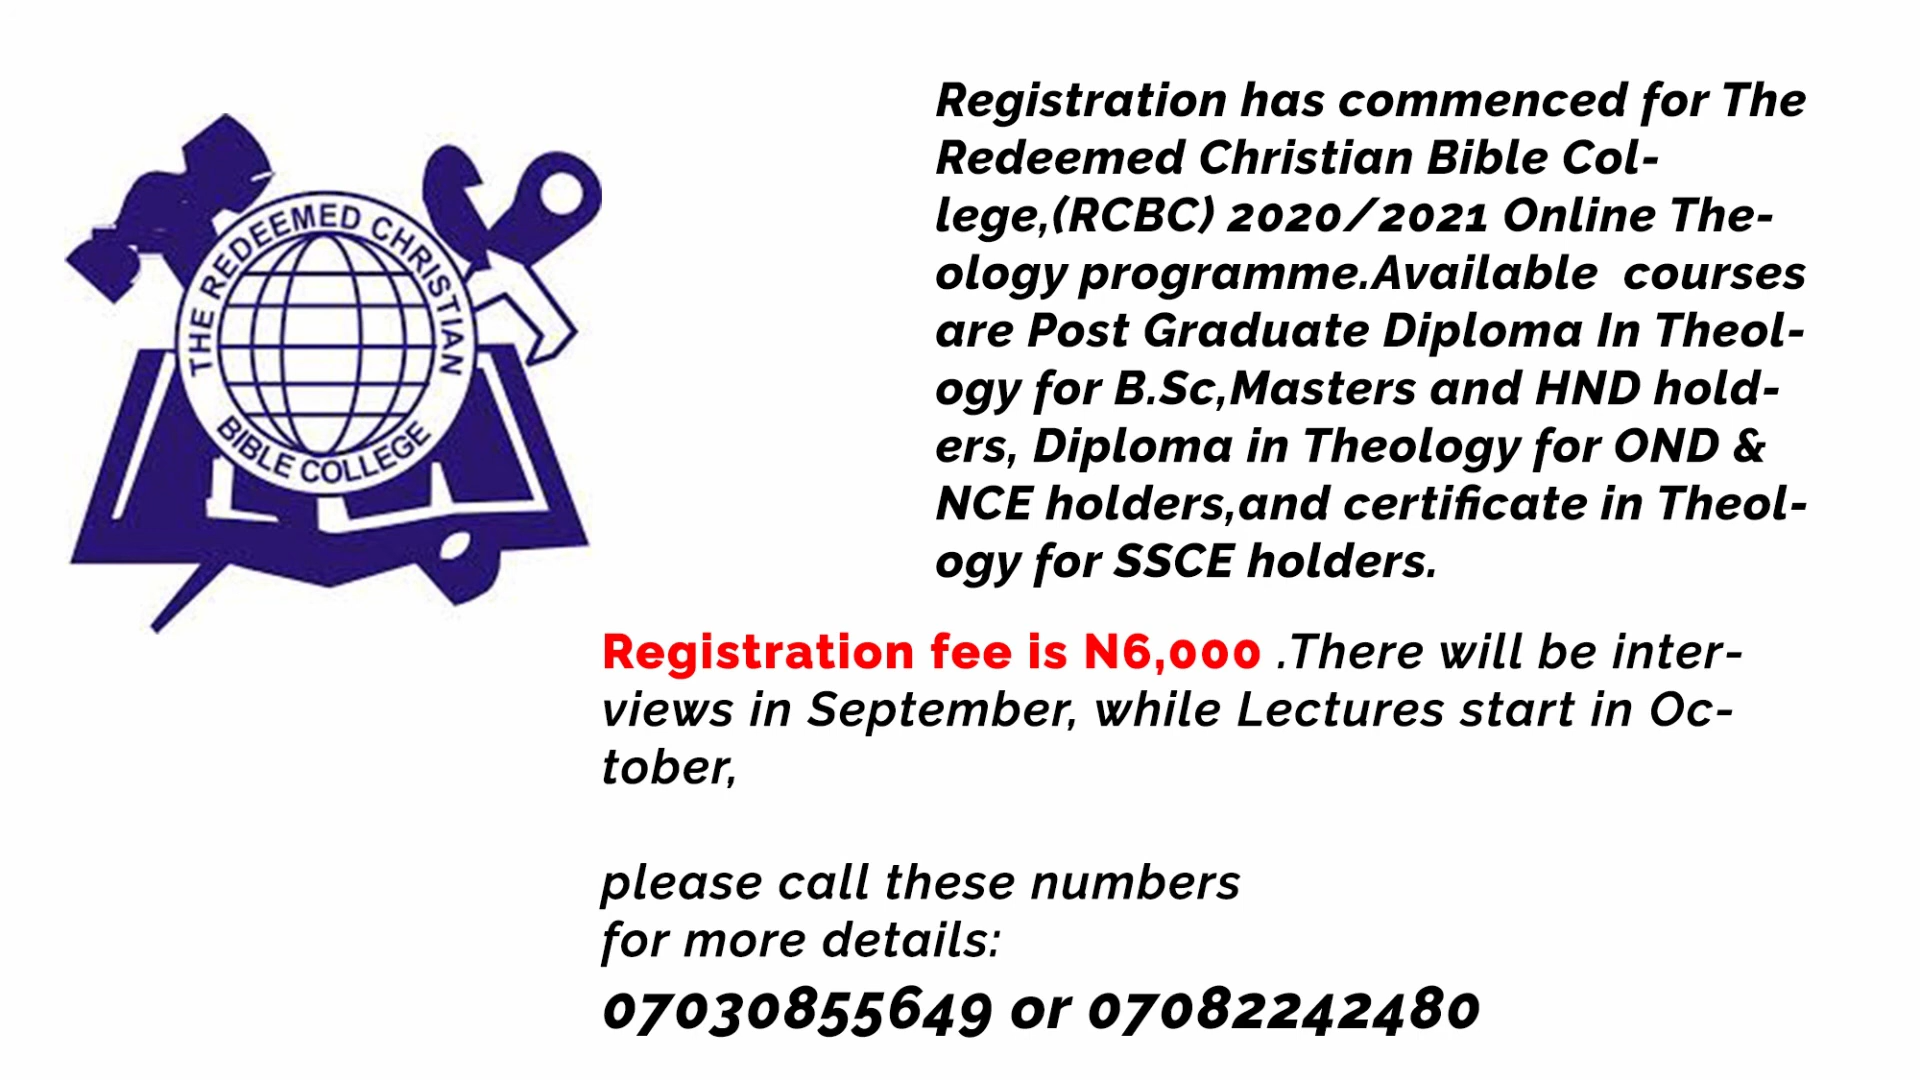 THE REDEEMED CHRISTIAN
BIBLE COLLEGE
Registration has commenced for The
Redeemed Christian Bible Col-
lege,(RCBC) 2020/2021 Online The-
ology programme.Available  courses
are Post Graduate Diploma In Theol-
ogy for B.Sc,Masters and HND hold-
ers, Diploma in Theology for OND &
NCE holders,and certificate in Theol-
ogy for SSCE holders.
Registration fee is N6,000 .There will be inter-
views in September, while Lectures start in Oc-
tober,
please call these numbers
for more details:
07030855649 or 07082242480